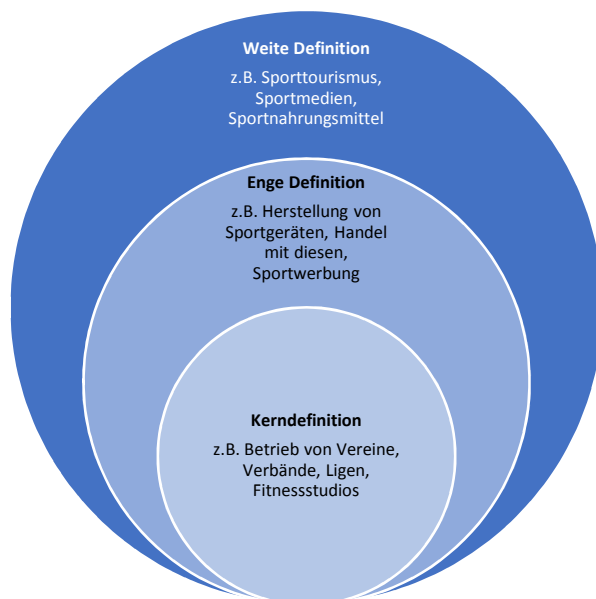 Weite Definition
z.B. Sporttourismus,
Sportmedien,
Sportnahrungsmittel
Enge Definition
z.B. Herstellung von
Sportgeräten, Handel
mit diesen,
Sportwerbung
Kerndefinition
z.B. Betrieb von Vereine,
Verbände, Ligen,
Fitnessstudios